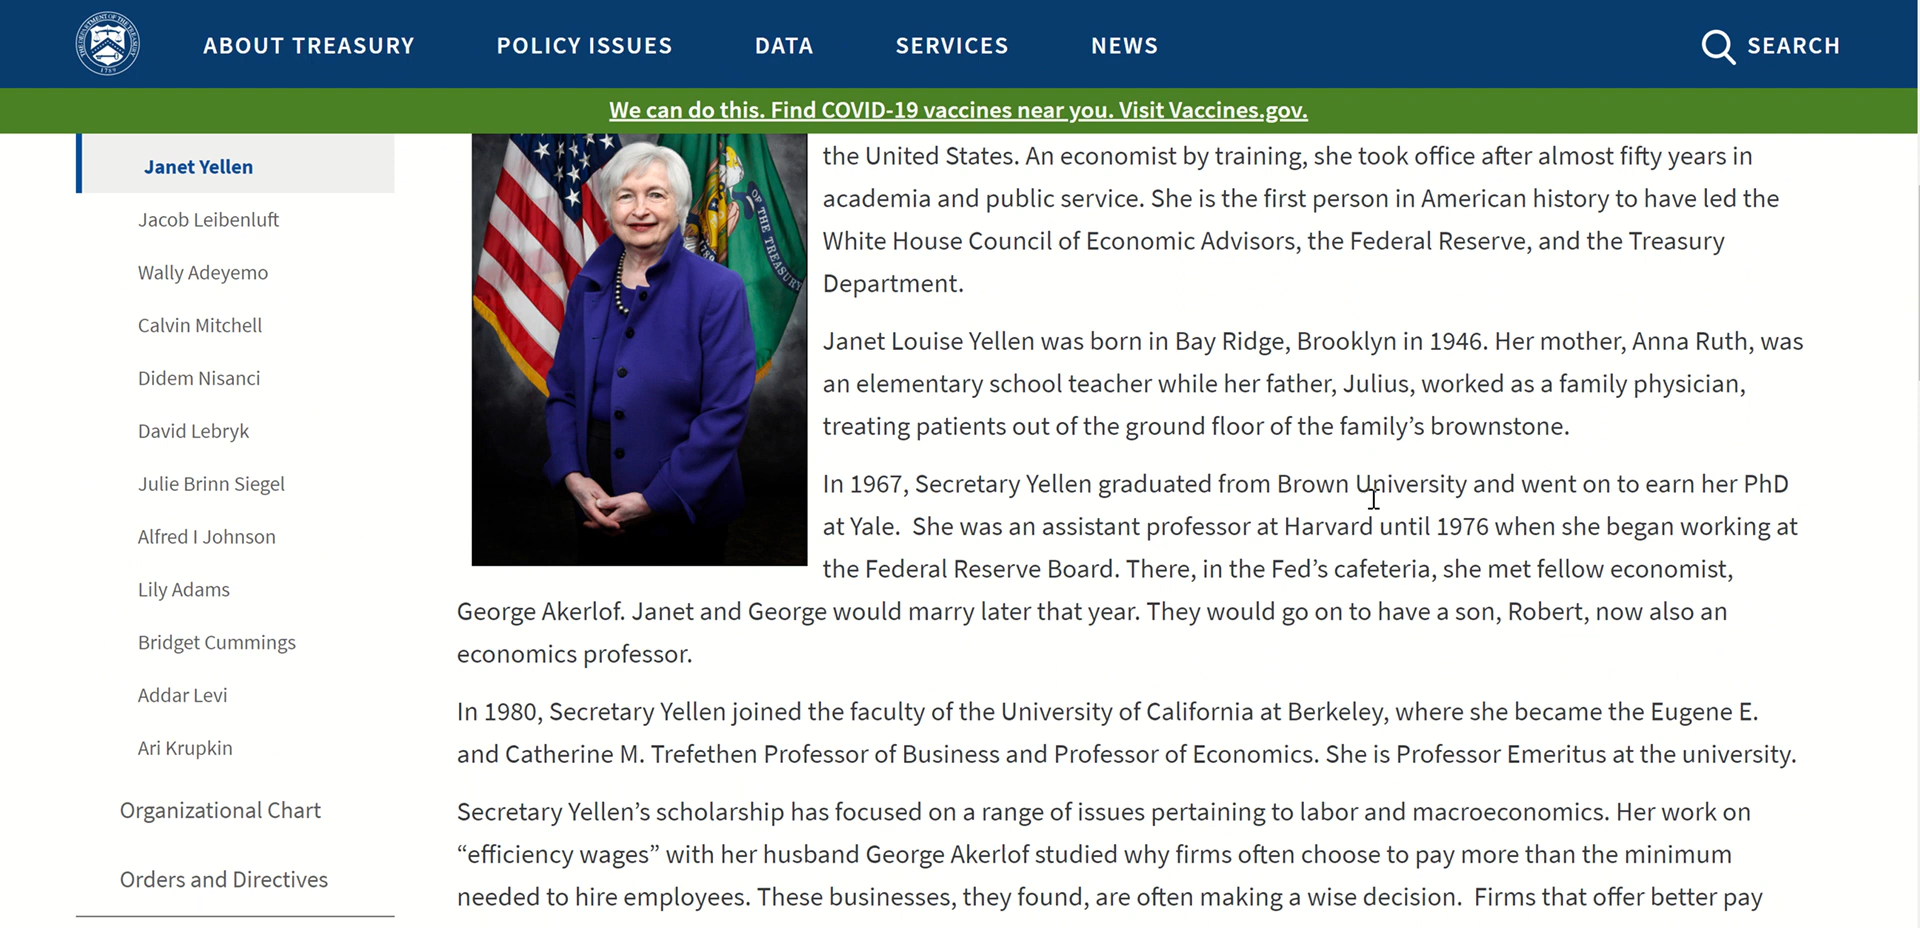 ABOUT TREASURY
POLICY ISSUES
DATA
SERVICES
NEWS
SEARCH
We can do this. Find COVID-19 vaccines near you. Visit Vaccines.gov.
Janet Yellen
Jacob Leibenluft
Wally Adeyemo
Calvin Mitchell
Didem Nisanci
David Lebryk
Julie Brinn Siegel
Alfred I Johnson
Lily Adams
Bridget Cummings
Addar Levi
Ari Krupkin
Organizational Chart
Orders and Directives
OF THE TREASURY
1789
the United States. An economist by training, she took office after almost fifty years in
academia and public service. She is the first person in American history to have led the
White House Council of Economic Advisors, the Federal Reserve, and the Treasury
Department.
Janet Louise Yellen was born in Bay Ridge, Brooklyn in 1946. Her mother, Anna Ruth, was
an elementary school teacher while her father, Julius, worked as a family physician,
treating patients out of the ground floor of the family’s brownstone.
In 1967, Secretary Yellen graduated from Brown University and went on to earn her PhD
at Yale.  She was an assistant professor at Harvard until 1976 when she began working at
the Federal Reserve Board. There, in the Fed’s cafeteria, she met fellow economist,
George Akerlof. Janet and George would marry later that year. They would go on to have a son, Robert, now also an
economics professor.
In 1980, Secretary Yellen joined the faculty of the University of California at Berkeley, where she became the Eugene E.
and Catherine M. Trefethen Professor of Business and Professor of Economics. She is Professor Emeritus at the university.
Secretary Yellen’s scholarship has focused on a range of issues pertaining to labor and macroeconomics. Her work on
“efficiency wages” with her husband George Akerlof studied why firms often choose to pay more than the minimum
needed to hire employees. These businesses, they found, are often making a wise decision.  Firms that offer better pay